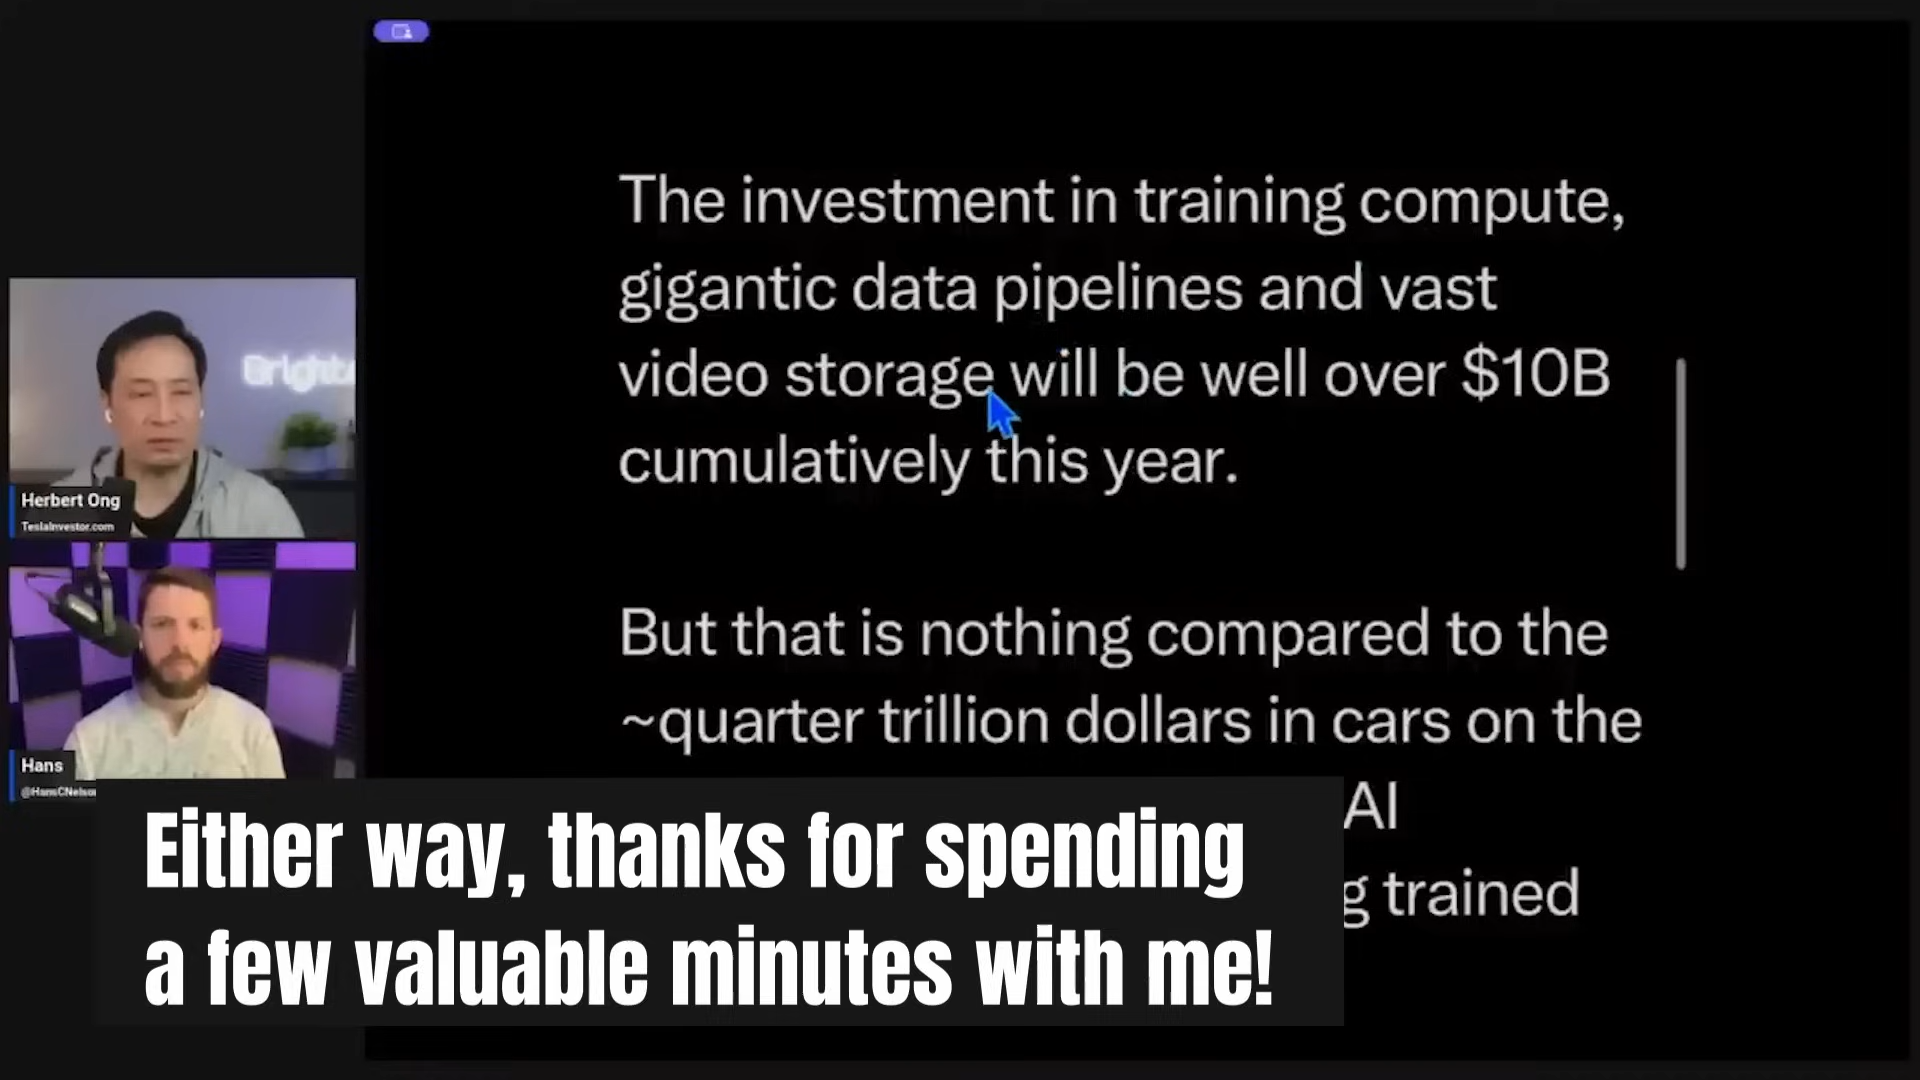 The investment in training compute,
gigantic data pipelines and vast
video storage will be well over $10B
cumulatively this year.
But that is nothing compared to the
~quarter trillion dollars in cars on the
AI
g trained
Bright
Herbert Ong
TeslaInvestor.com
Hans
@HansCNelson
Either way, thanks for spending
a few valuable minutes with me!